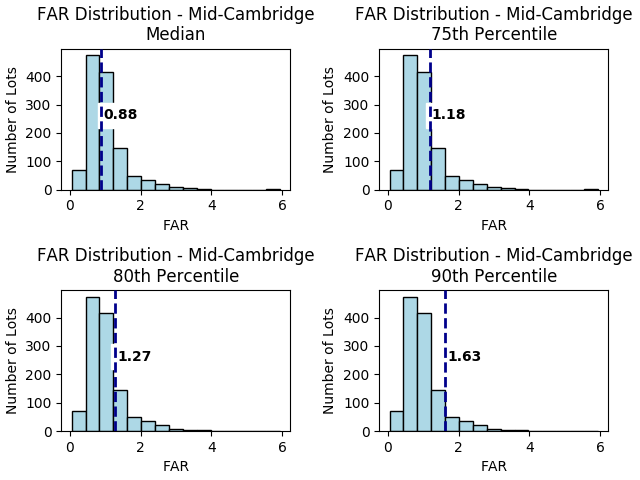 FAR Distribution - Mid-Cambridge
Median
Number of Lots
400
300
200
100
0
0.88
0 2 4 6
FAR
FAR Distribution - Mid-Cambridge
75th Percentile
Number of Lots
400
300
200
100
0
1.18
0 2 4 6
FAR
FAR Distribution - Mid-Cambridge
80th Percentile
Number of Lots
400
300
200
100
0
1.27
0 2 4 6
FAR
FAR Distribution - Mid-Cambridge
90th Percentile
Number of Lots
400
300
200
100
0
1.63
0 2 4 6
FAR